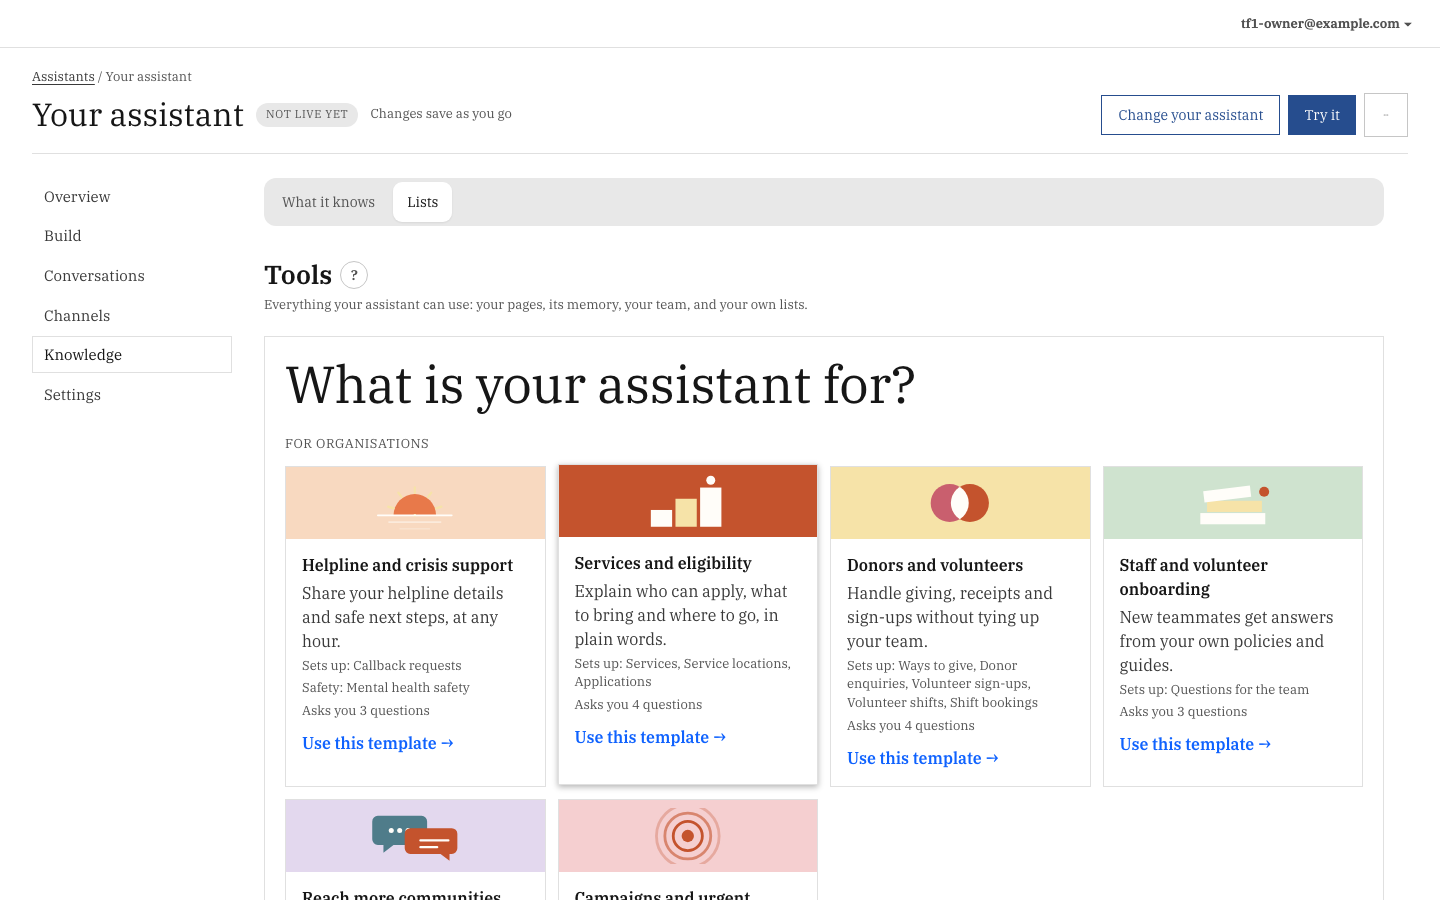 tf1-owner@example.com
Assistants / Your assistant
Your assistant NOT LIVE YET Changes save as you go
Change your assistant Try it
Overview
Build
Conversations
Channels
Knowledge
Settings
What it knows Lists
Tools ?
Everything your assistant can use: your pages, its memory, your team, and your own lists.
What is your assistant for?
FOR ORGANISATIONS
Helpline and crisis support
Share your helpline details
and safe next steps, at any
hour.
Sets up: Callback requests
Safety: Mental health safety
Asks you 3 questions
Use this template →
Services and eligibility
Explain who can apply, what
to bring and where to go, in
plain words.
Sets up: Services, Service locations,
Applications
Asks you 4 questions
Use this template →
Donors and volunteers
Handle giving, receipts and
sign-ups without tying up
your team.
Sets up: Ways to give, Donor
enquiries, Volunteer sign-ups,
Volunteer shifts, Shift bookings
Asks you 4 questions
Use this template →
Staff and volunteer
onboarding
New teammates get answers
from your own policies and
guides.
Sets up: Questions for the team
Asks you 3 questions
Use this template →
Reach more communities
Campaigns and urgent